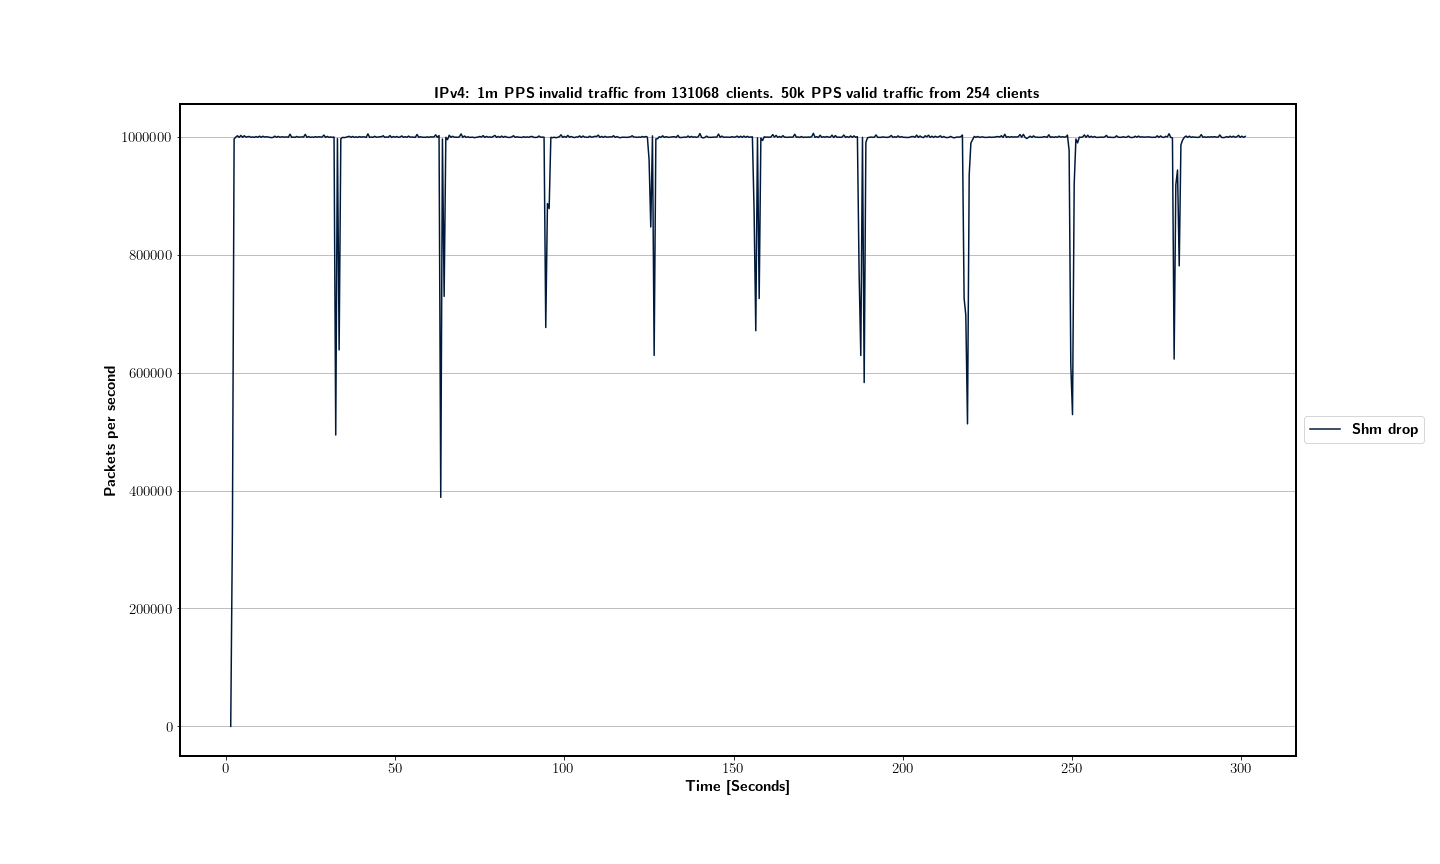 IPv4: 1m PPS invalid traffic from 131068 clients. 50k PPS valid traffic from 254 clients
1000000
800000
600000
400000
200000
0
Packets per second
0 50 100 150 200 250 300
Time [Seconds]
Shm drop